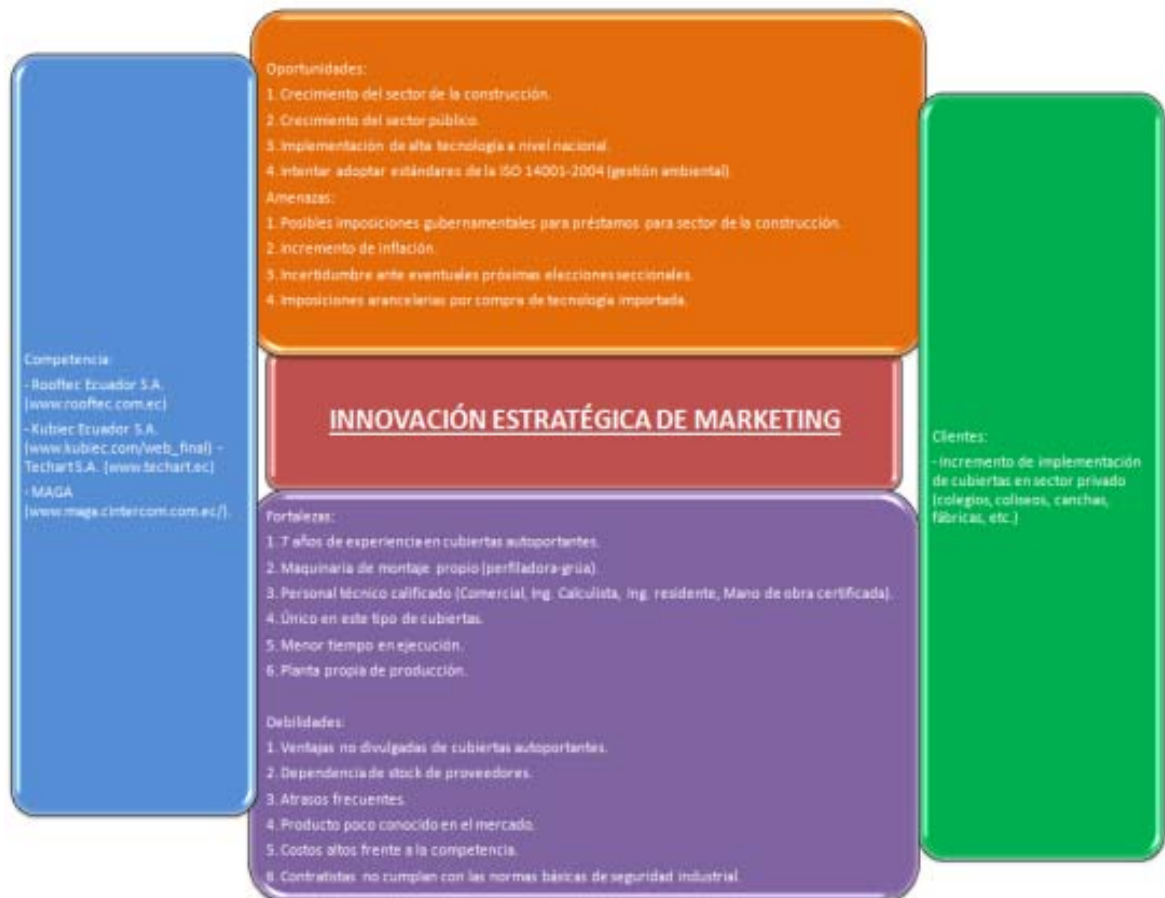 Oportunidades:
1. Crecimiento del sector de la construcción.
2. Crecimiento del sector público.
3. Implementación de alta tecnología a nivel nacional.
4. Intentar adoptar estándares de la ISO 14001-2004 (gestión ambiental).
Amenazas:
1. Posibles imposiciones gubernamentales para préstamos para sector de la construcción.
2. Incremento de inflación.
3. Incertidumbre ante eventuales próximas elecciones seccionales.
4. Imposiciones arancelarias por compra de tecnología importada.
Competencia:
- Rooftec Ecuador S.A.
(www.rooftec.com.ec)
- Kubiec Ecuador S.A.
(www.kubiec.com/web_final) –
Techart S.A. (www.techart.ec)
- MAGA
(www.maga.cintercom.com.ec/).
INNOVACIÓN ESTRATÉGICA DE MARKETING
Clientes:
- Incremento de implementación
de cubiertas en sector privado
(colegios, coliseos, canchas,
fábricas, etc.)
Fortalezas:
1. 7 años de experiencia en cubiertas autoportantes.
2. Maquinaria de montaje propio (perfiladora-grúa).
3. Personal técnico calificado (Comercial, Ing. Calculista, Ing. residente, Mano de obra certificada).
4. Único en este tipo de cubiertas.
5. Menor tiempo en ejecución.
6. Planta propia de producción.
Debilidades:
1. Ventajas no divulgadas de cubiertas autoportantes.
2. Dependencia de stock de proveedores.
3. Atrasos frecuentes.
4. Producto poco conocido en el mercado.
5. Costos altos frente a la competencia.
6. Contratistas no cumplan con las normas básicas de seguridad industrial.